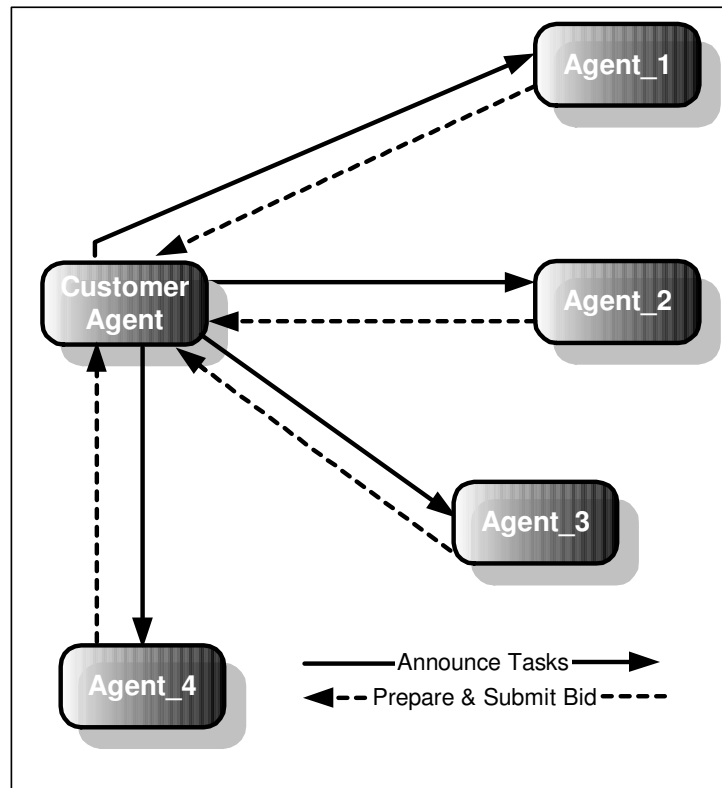 Agent_1
Customer
Agent
Agent_2
Agent_3
Agent_4
Announce Tasks
Prepare & Submit Bid